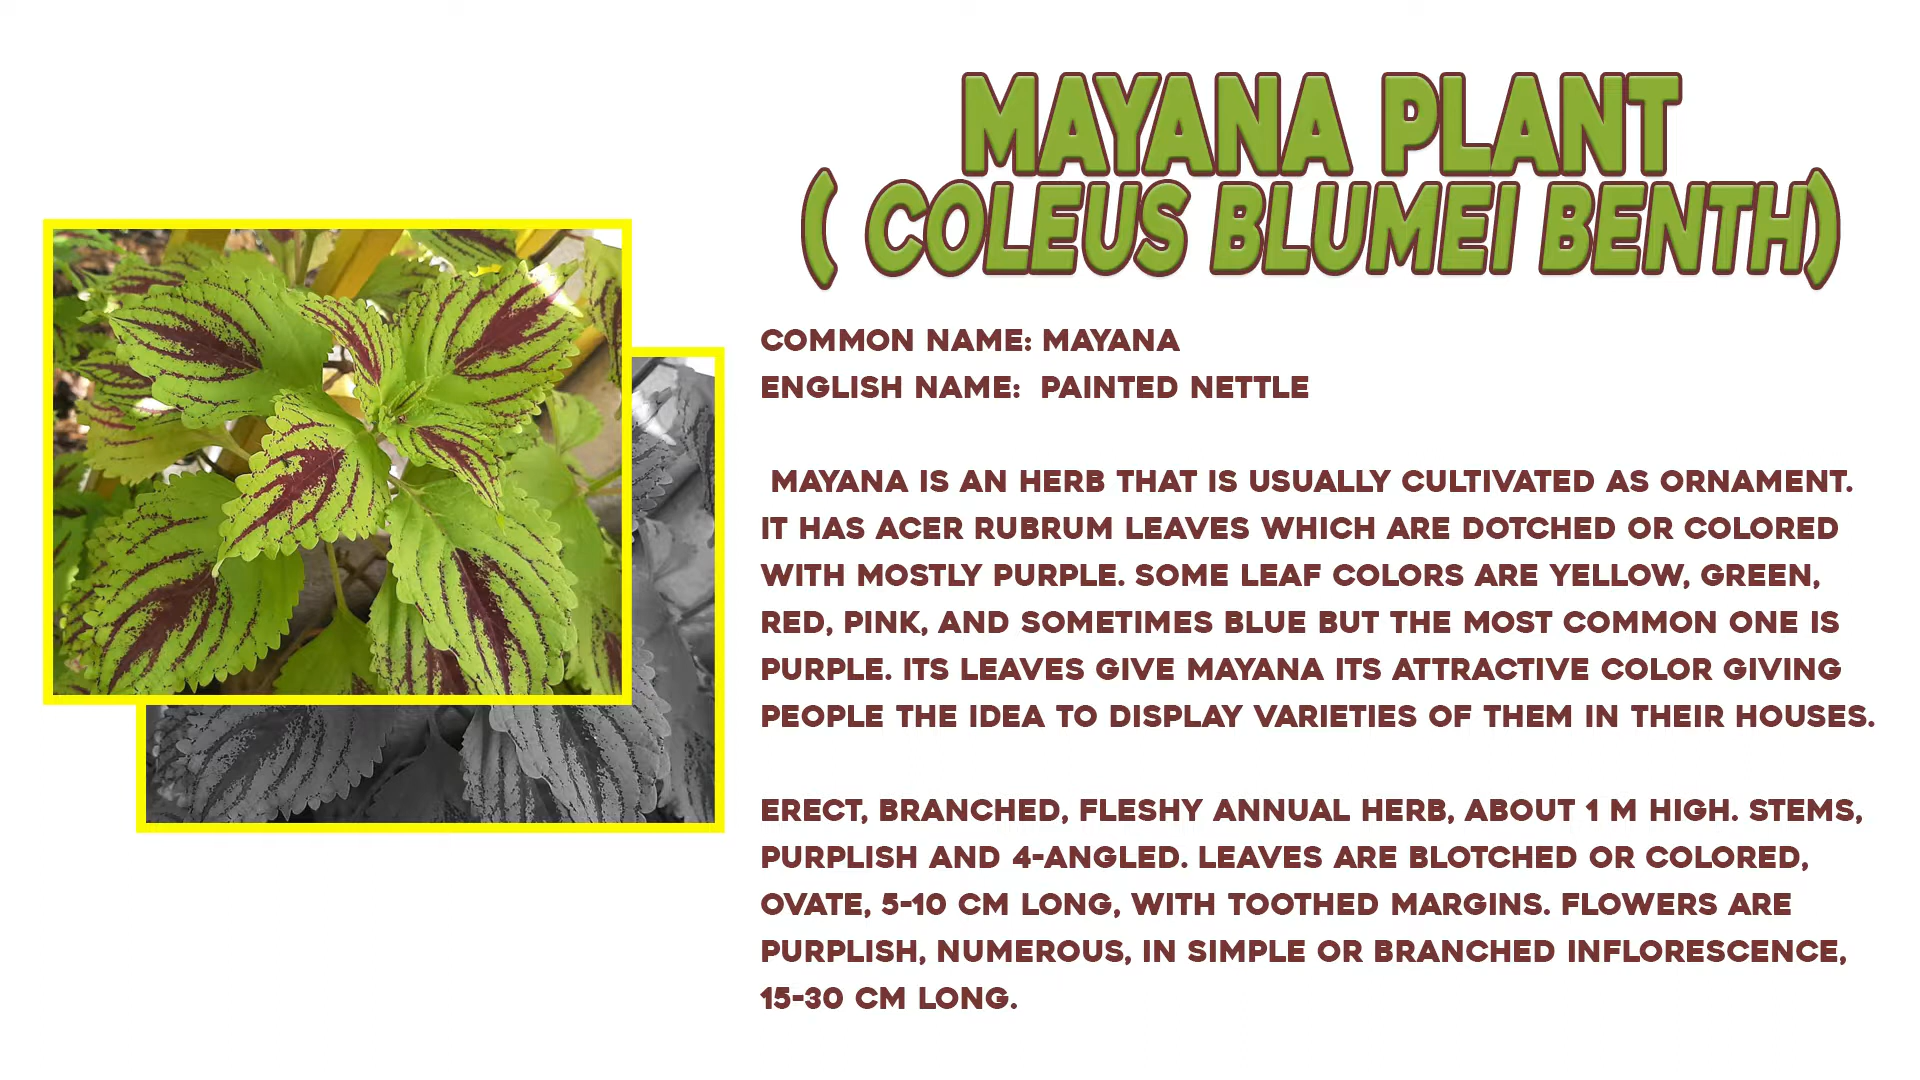 MAYANA PLANT
( COLEUS BLUMEI BENTH)
COMMON NAME: MAYANA
ENGLISH NAME: PAINTED NETTLE
MAYANA IS AN HERB THAT IS USUALLY CULTIVATED AS ORNAMENT.
IT HAS ACER RUBRUM LEAVES WHICH ARE DOTCHED OR COLORED
WITH MOSTLY PURPLE. SOME LEAF COLORS ARE YELLOW, GREEN,
RED, PINK, AND SOMETIMES BLUE BUT THE MOST COMMON ONE IS
PURPLE. ITS LEAVES GIVE MAYANA ITS ATTRACTIVE COLOR GIVING
PEOPLE THE IDEA TO DISPLAY VARIETIES OF THEM IN THEIR HOUSES.
ERECT, BRANCHED, FLESHY ANNUAL HERB, ABOUT 1 M HIGH. STEMS,
PURPLISH AND 4-ANGLED. LEAVES ARE BLOTCHED OR COLORED,
OVATE, 5-10 CM LONG, WITH TOOTHED MARGINS. FLOWERS ARE
PURPLISH, NUMEROUS, IN SIMPLE OR BRANCHED INFLORESCENCE,
15-30 CM LONG.